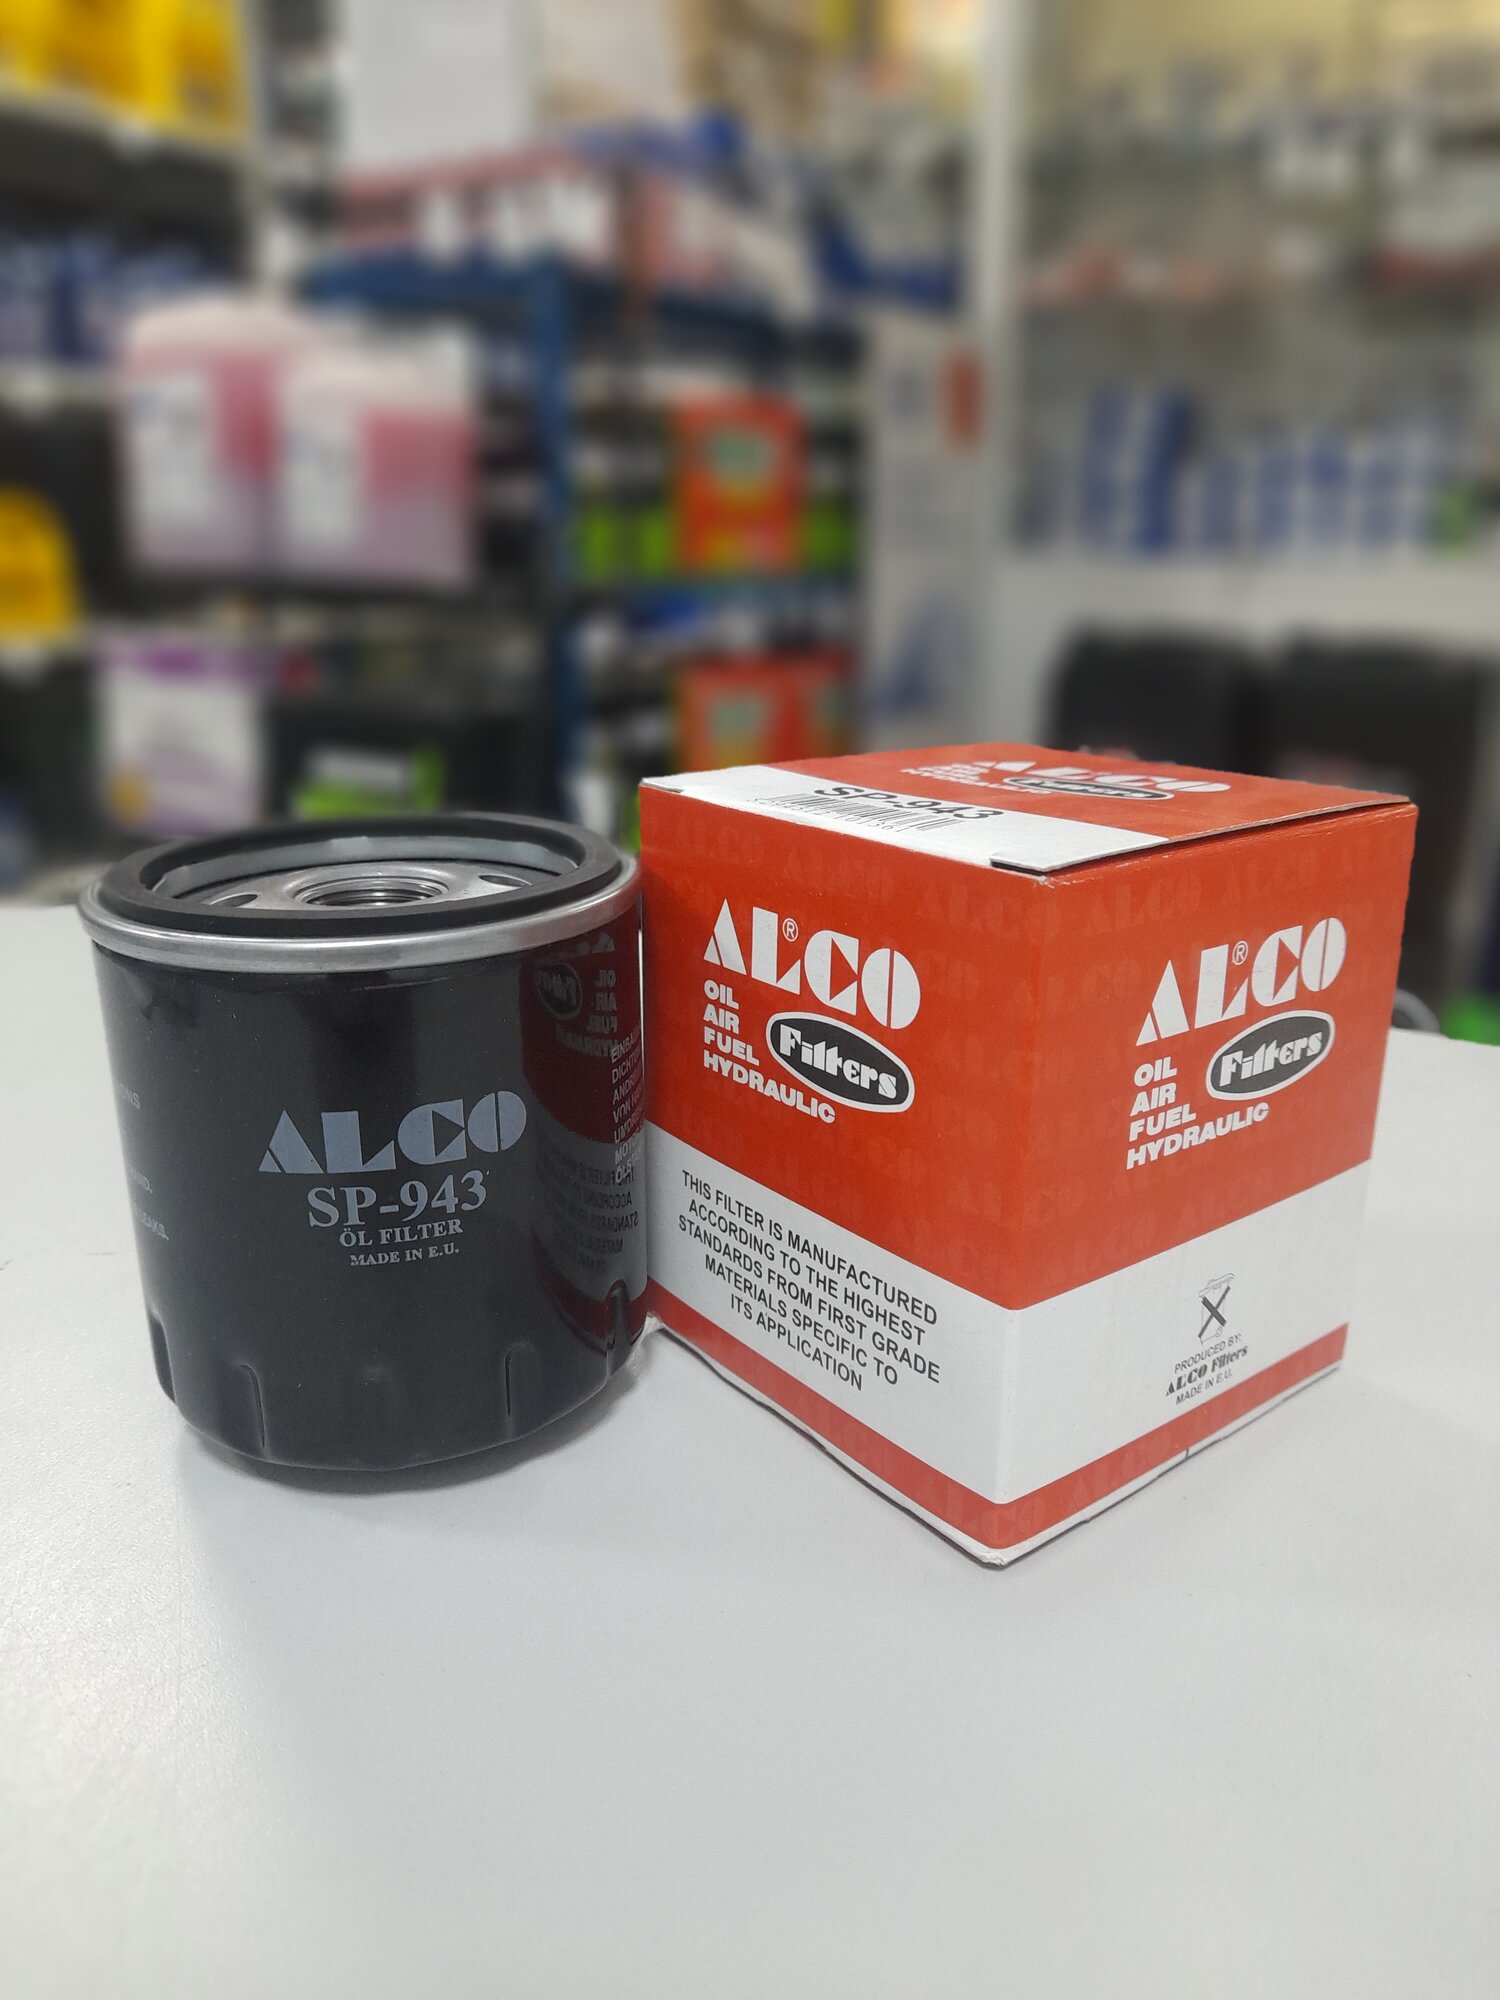 ALCO
SP-943
ÖL FILTER
MADE IN E.U.
SP-943
ALCO
ALCO®
OIL
AIR
FUEL
HYDRAULIC
Filters
THIS FILTER IS MANUFACTURED
ACCORDING TO THE HIGHEST
STANDARDS FROM FIRST GRADE
MATERIALS SPECIFIC TO
ITS APPLICATION
ALCO®
OIL
AIR
FUEL
HYDRAULIC
Filters
PRODUCED BY:
ALCO Filters
MADE IN E.U.